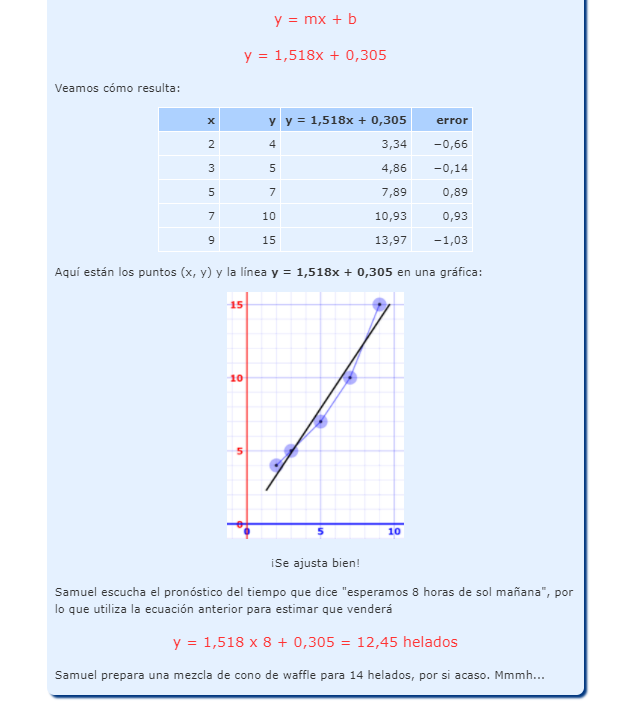 y = mx + b
y = 1,518x + 0,305
Veamos cómo resulta:
x y y = 1,518x + 0,305 error
2 4 3,34 −0,66
3 5 4,86 −0,14
5 7 7,89 0,89
7 10 10,93 0,93
9 15 13,97 −1,03
Aquí están los puntos (x, y) y la línea y = 1,518x + 0,305 en una gráfica:
15
10
5
0
0 5 10
¡Se ajusta bien!
Samuel escucha el pronóstico del tiempo que dice "esperamos 8 horas de sol mañana", por
lo que utiliza la ecuación anterior para estimar que venderá
y = 1,518 x 8 + 0,305 = 12,45 helados
Samuel prepara una mezcla de cono de waffle para 14 helados, por si acaso. Mmmh...